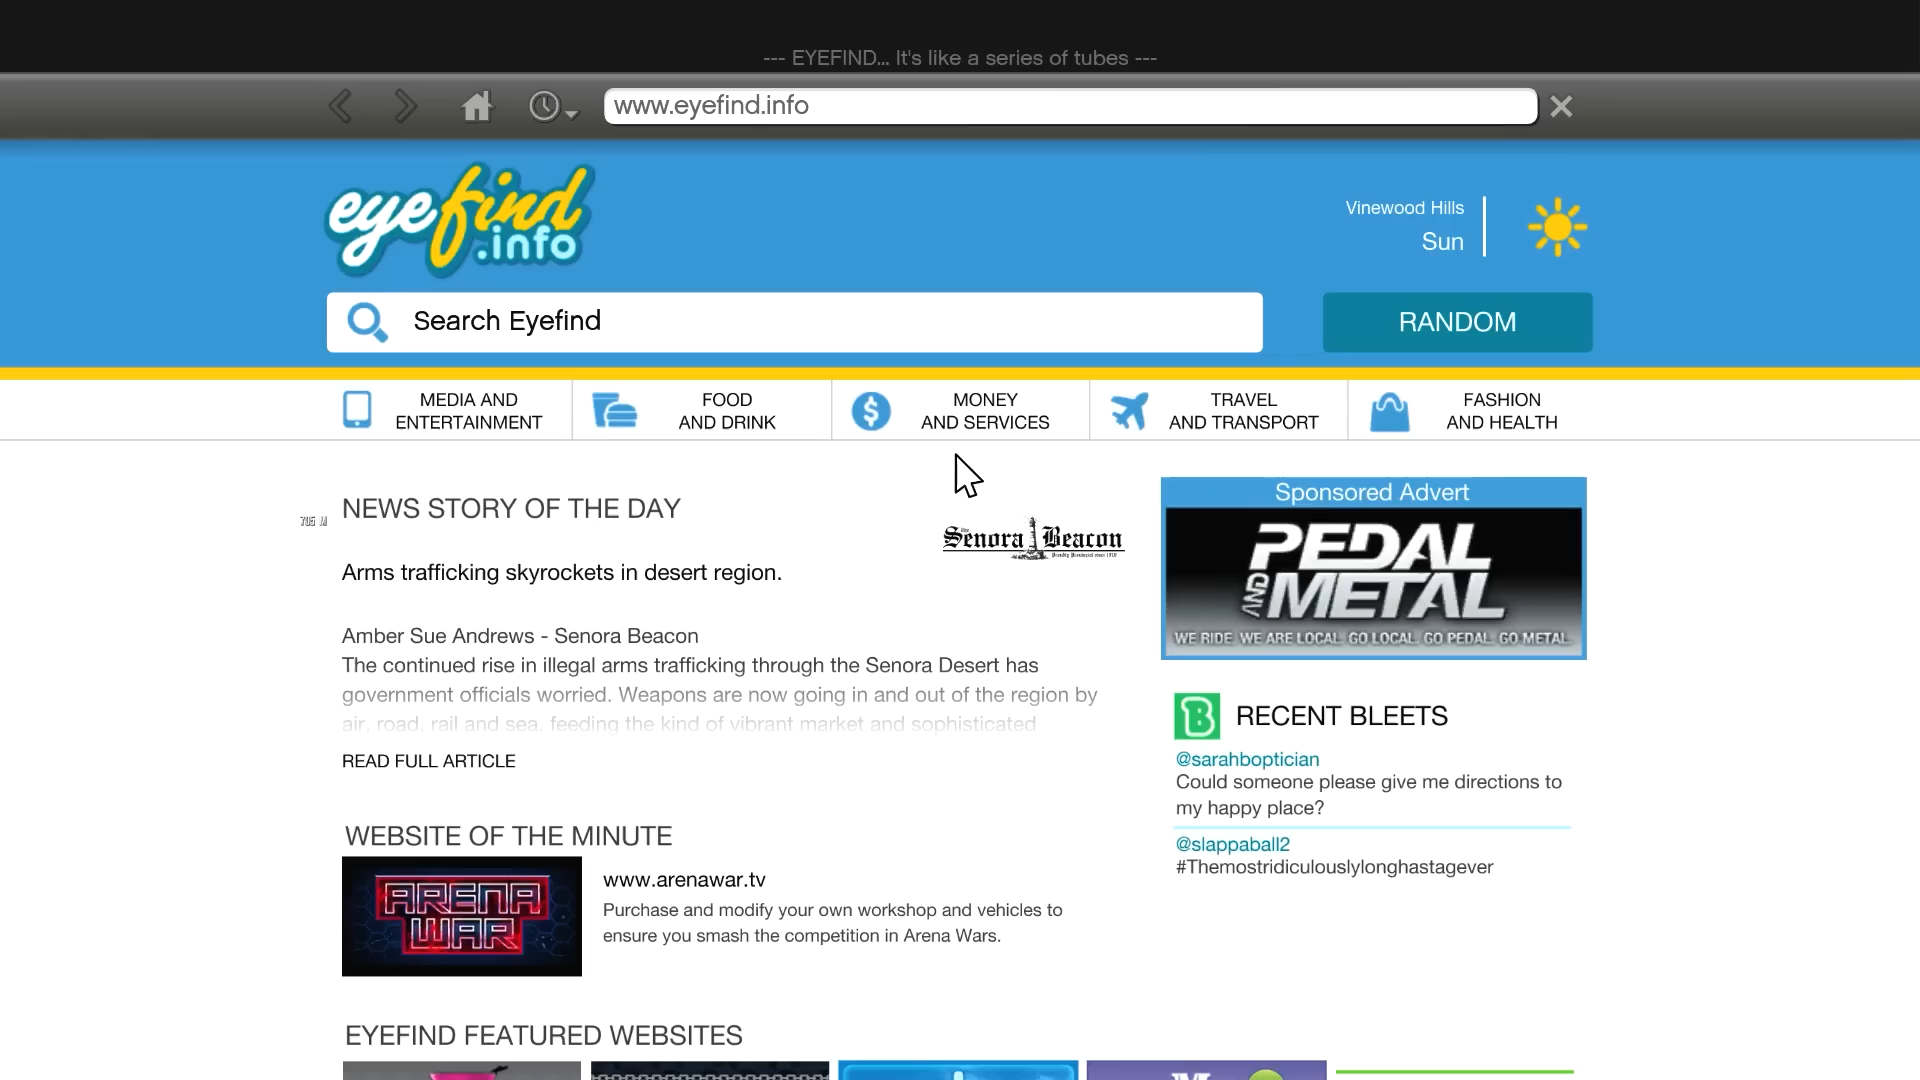 --- EYEFIND... It's like a series of tubes ---
www.eyefind.info
eyefind
.info
Vinewood Hills
Sun
Search Eyefind
RANDOM
MEDIA AND
ENTERTAINMENT
FOOD
AND DRINK
MONEY
AND SERVICES
TRAVEL
AND TRANSPORT
FASHION
AND HEALTH
NEWS STORY OF THE DAY
705 M
The Senora Beacon
Proudly Provincial since 1919
Arms trafficking skyrockets in desert region.
Amber Sue Andrews - Senora Beacon
The continued rise in illegal arms trafficking through the Senora Desert has
government officials worried. Weapons are now going in and out of the region by
air, road, rail and sea, feeding the kind of vibrant market and sophisticated
READ FULL ARTICLE
WEBSITE OF THE MINUTE
ARENA
WAR
www.arenawar.tv
Purchase and modify your own workshop and vehicles to
ensure you smash the competition in Arena Wars.
EYEFIND FEATURED WEBSITES
Sponsored Advert
PEDAL
AND METAL
WE RIDE. WE ARE LOCAL. GO LOCAL. GO PEDAL. GO METAL.
RECENT BLEETS
@sarahboptician
Could someone please give me directions to
my happy place?
@slappaball2
#Themostridiculouslylonghastagever